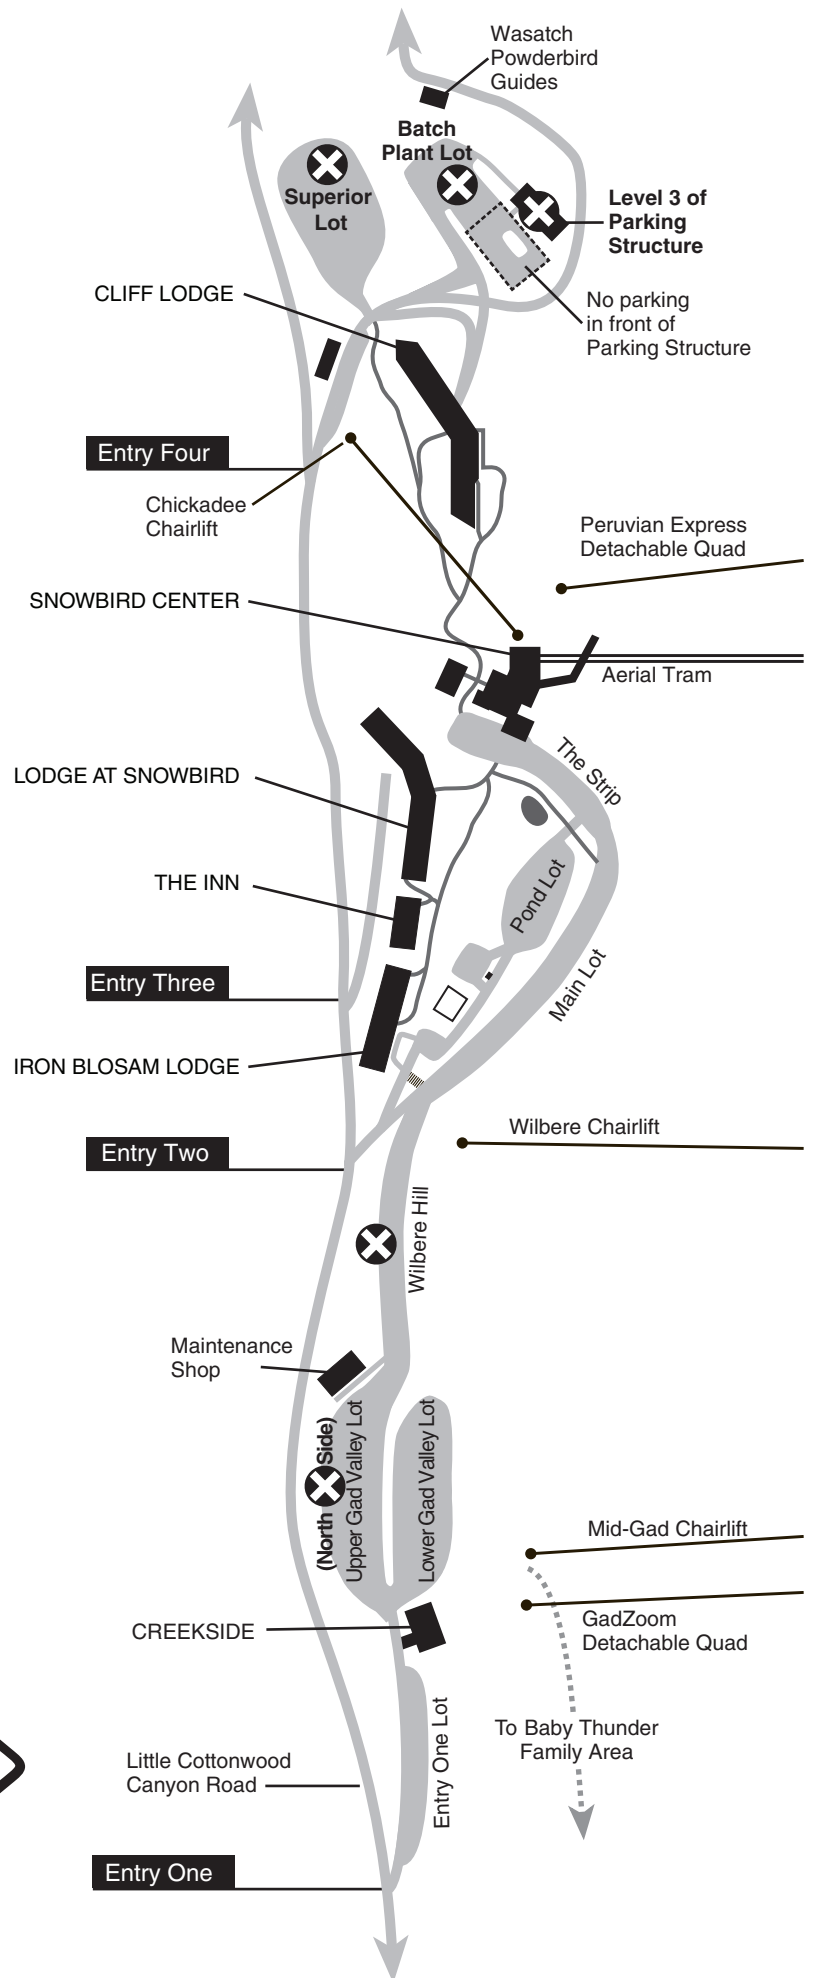 Wasatch
Powderbird
Guides
Batch
Plant Lot
Superior
Lot
Level 3 of
Parking
Structure
CLIFF LODGE
No parking
in front of
Parking Structure
Entry Four
Chickadee
Chairlift
Peruvian Express
Detachable Quad
SNOWBIRD CENTER
Aerial Tram
The Strip
LODGE AT SNOWBIRD
Pond Lot
THE INN
Main Lot
Entry Three
IRON BLOSAM LODGE
Wilbere Chairlift
Entry Two
Wilbere Hill
Maintenance
Shop
(North Side)
Upper Gad Valley Lot
Lower Gad Valley Lot
Mid-Gad Chairlift
GadZoom
Detachable Quad
CREEKSIDE
Entry One Lot
To Baby Thunder
Family Area
Little Cottonwood
Canyon Road
Entry One